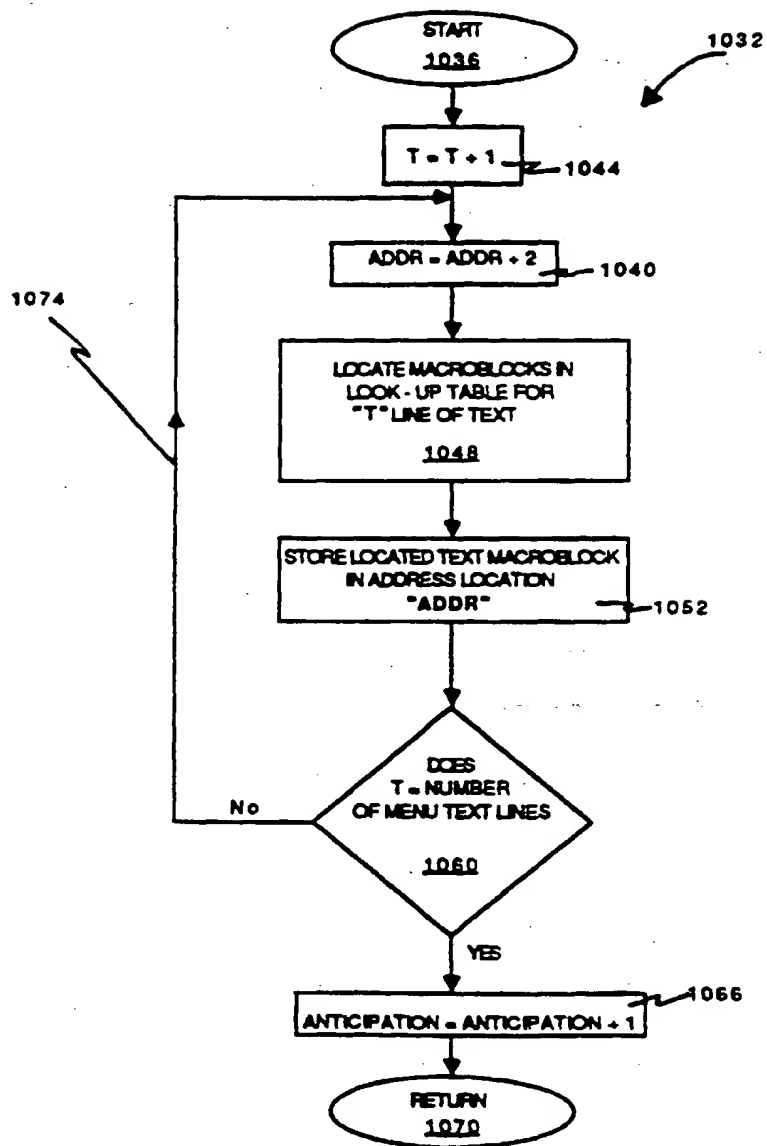 START
1036
1032
T = T + 1
1044
ADDR = ADDR + 2
1040
1074
LOCATE MACROBLOCKS IN
LOOK - UP TABLE FOR
"T" LINE OF TEXT
1048
STORE LOCATED TEXT MACROBLOCK
IN ADDRESS LOCATION
"ADDR"
1052
DOES
T = NUMBER
OF MENU TEXT LINES
1060
No
YES
1066
ANTICIPATION = ANTICIPATION + 1
RETURN
1070